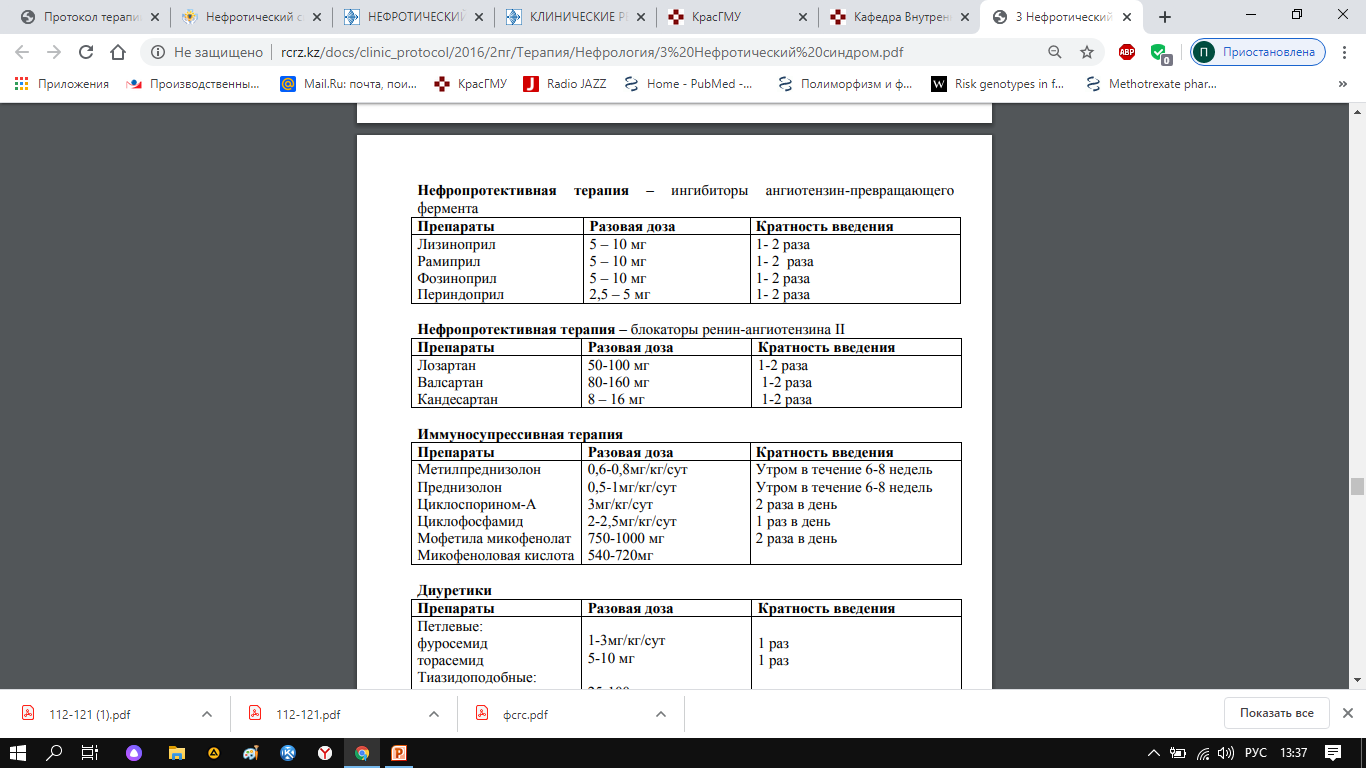 Протокол терапи
Нефротический с
НЕФРОТИЧЕСКИЙ
КЛИНИЧЕСКИЕ РЕ
КрасГМУ
Кафедра Внутрен
3 Нефротический
Не защищено rcrz.kz/docs/clinic_protocol/2016/2пг/Терапия/Нефрология/3%20Нефротический%20синдром.pdf
ABP
0
П Приостановлена
Приложения
Производственны...
Mail.Ru: почта, пои...
КрасГМУ
Radio JAZZ
Home - PubMed -...
Полиморфизм и ф...
Risk genotypes in f...
Methotrexate phar...
Нефропротективная терапия – ингибиторы ангиотензин-превращающего
фермента
Препараты Разовая доза Кратность введения
Лизиноприл 5 – 10 мг 1- 2 раза
Рамиприл 5 – 10 мг 1- 2 раза
Фозиноприл 5 – 10 мг 1- 2 раза
Периндоприл 2,5 – 5 мг 1- 2 раза
Нефропротективная терапия – блокаторы ренин-ангиотензина II
Препараты Разовая доза Кратность введения
Лозартан 50-100 мг 1-2 раза
Валсартан 80-160 мг 1-2 раза
Кандесартан 8 – 16 мг 1-2 раза
Иммуносупрессивная терапия
Препараты Разовая доза Кратность введения
Метилпреднизолон 0,6-0,8мг/кг/сут Утром в течение 6-8 недель
Преднизолон 0,5-1мг/кг/сут Утром в течение 6-8 недель
Циклоспорином-А 3мг/кг/сут 2 раза в день
Циклофосфамид 2-2,5мг/кг/сут 1 раз в день
Мофетила микофенолат 750-1000 мг 2 раза в день
Микофеноловая кислота 540-720мг
Диуретики
Препараты Разовая доза Кратность введения
Петлевые:
фуросемид 1-3мг/кг/сут 1 раз
торасемид 5-10 мг 1 раз
Тиазидоподобные:
112-121 (1).pdf
112-121.pdf
фсгс.pdf
Показать все
РУС
13:37